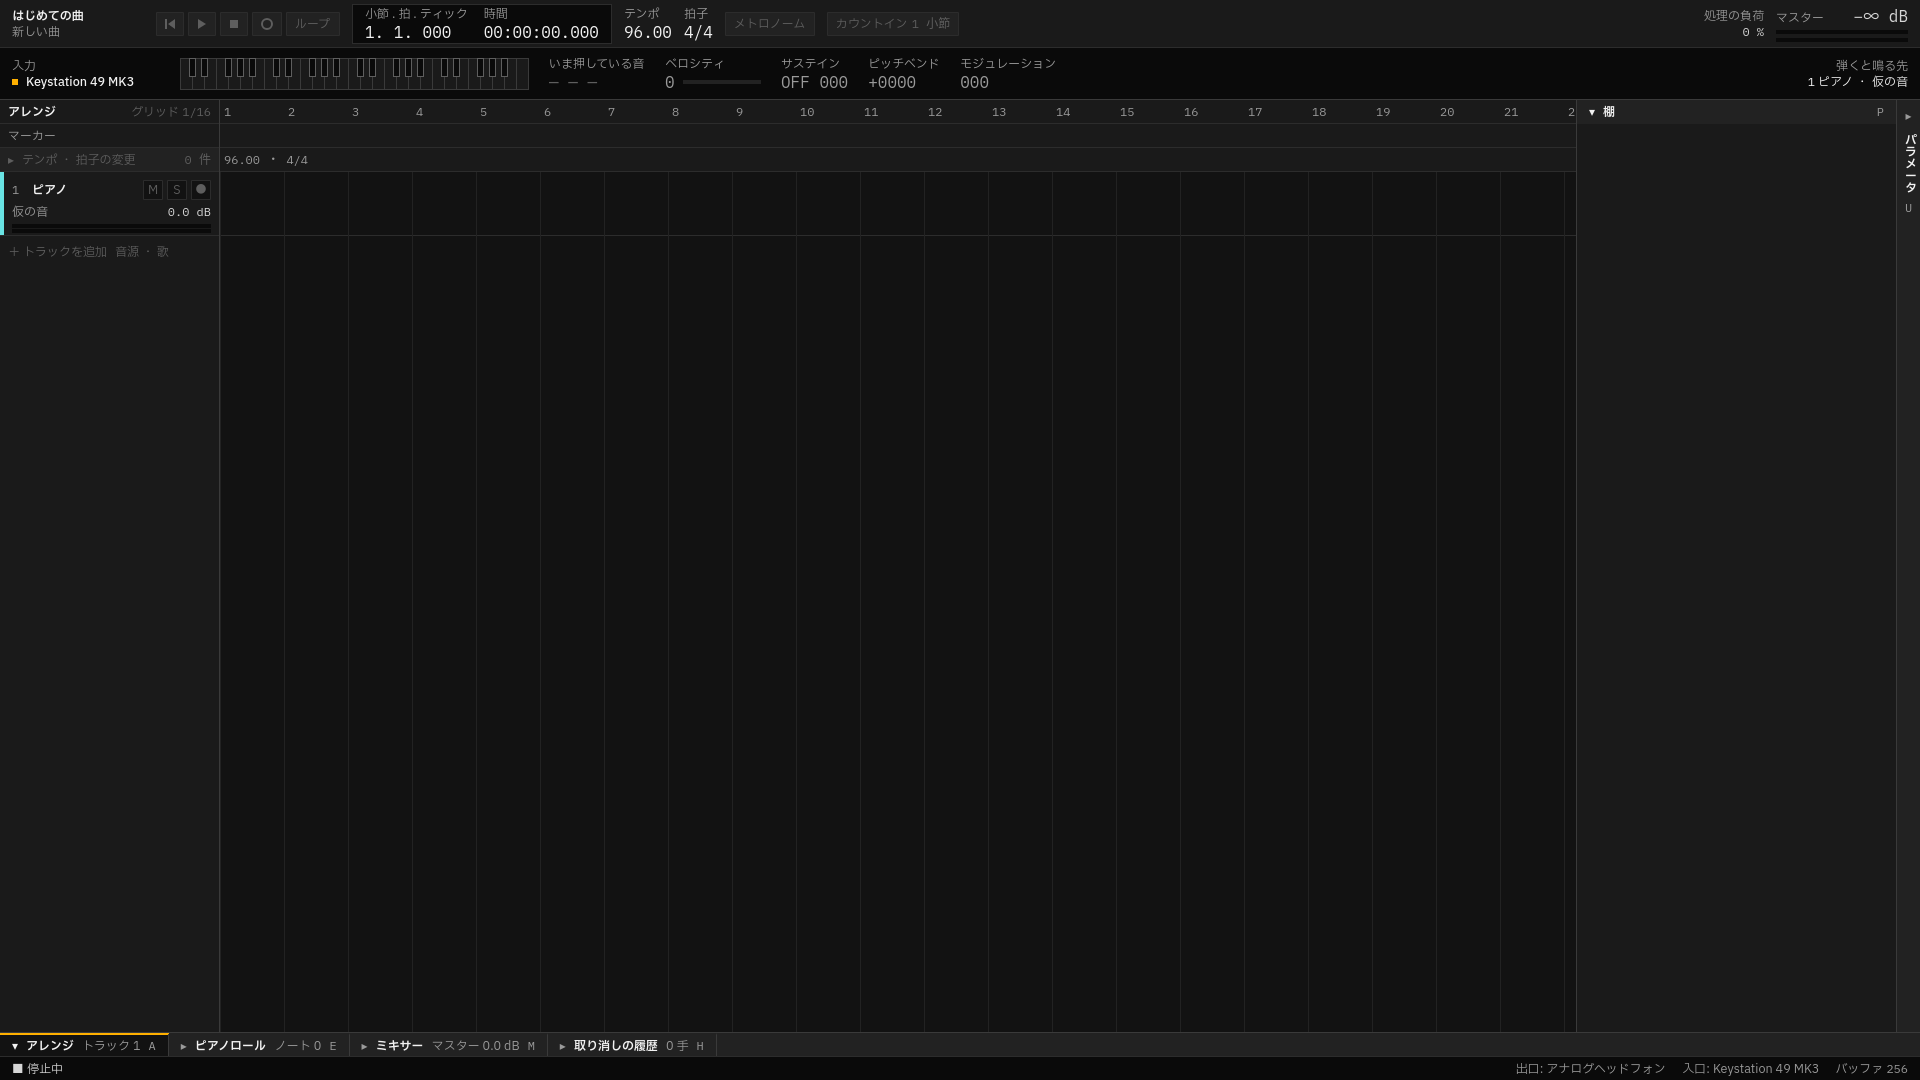 はじめての曲
新しい曲
ループ
小節 . 拍 . ティック 時間
1. 1. 000 00:00:00.000
テンポ 拍子
96.00 4/4
メトロノーム
カウントイン 1 小節
処理の負荷
0 %
マスター -∞ dB
入力
Keystation 49 MK3
いま押している音
— — —
ベロシティ
0
サステイン
OFF 000
ピッチベンド
+0000
モジュレーション
000
弾くと鳴る先
1 ピアノ · 仮の音
アレンジ グリッド 1/16
1 2 3 4 5 6 7 8 9 10 11 12 13 14 15 16 17 18 19 20 21 2
▾ 棚 P
▸ パラメータ U
マーカー
▸ テンポ · 拍子の変更 0 件
96.00 · 4/4
1 ピアノ M S
仮の音 0.0 dB
+ トラックを追加 音源 · 歌
▾ アレンジ トラック 1 A
▸ ピアノロール ノート 0 E
▸ ミキサー マスター 0.0 dB M
▸ 取り消しの履歴 0 手 H
■ 停止中
出口: アナログヘッドフォン 入口: Keystation 49 MK3 バッファ 256